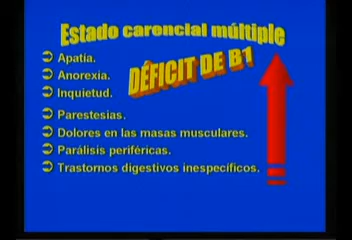 Estado carencial múltiple
DÉFICIT DE B1
Apatía.
Anorexia.
Inquietud.
Parestesias.
Dolores en las masas musculares.
Parálisis periféricas.
Trastornos digestivos inespecíficos.